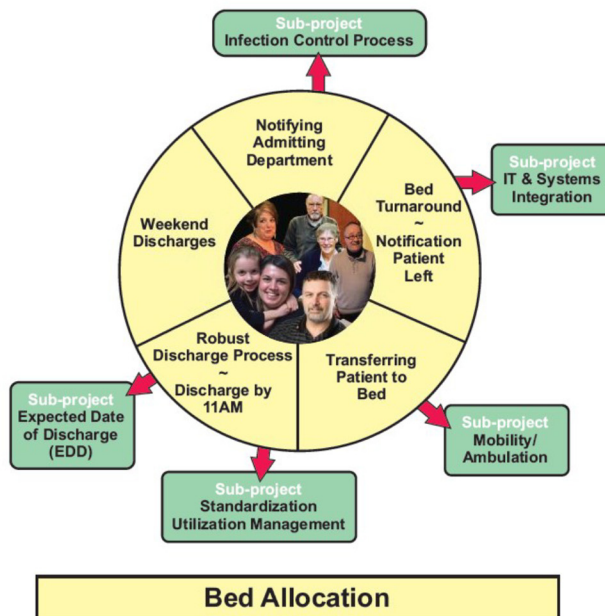 Sub-project
Infection Control Process
Notifying
Admitting
Department
Sub-project
IT & Systems
Integration
Bed
Turnaround
~
Notification
Patient
Left
Weekend
Discharges
Robust
Discharge Process
~
Discharge by
11AM
Transferring
Patient to
Bed
Sub-project
Expected Date
of Discharge
(EDD)
Sub-project
Mobility/
Ambulation
Sub-project
Standardization
Utilization Management
Bed Allocation